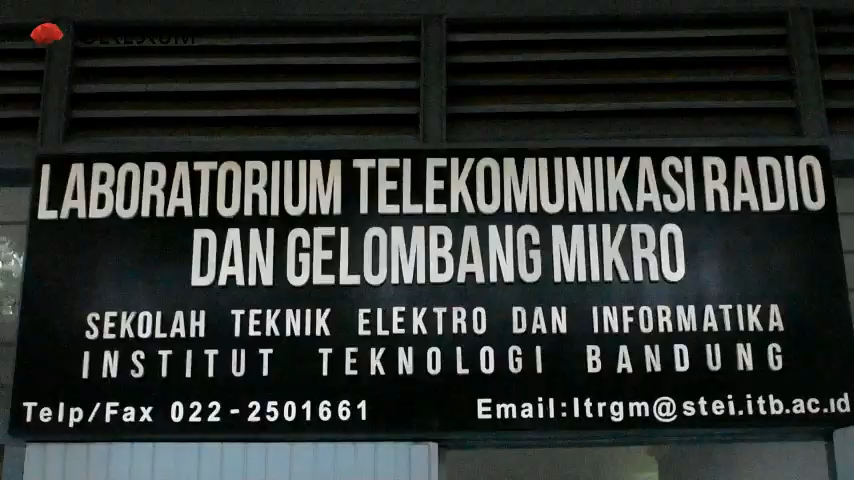 LABORATORIUM TELEKOMUNIKASI RADIO
DAN GELOMBANG MIKRO
SEKOLAH TEKNIK ELEKTRO DAN INFORMATIKA
INSTITUT TEKNOLOGI BANDUNG
Telp/Fax 022-2501661 Email:ltrgm@stei.itb.ac.id